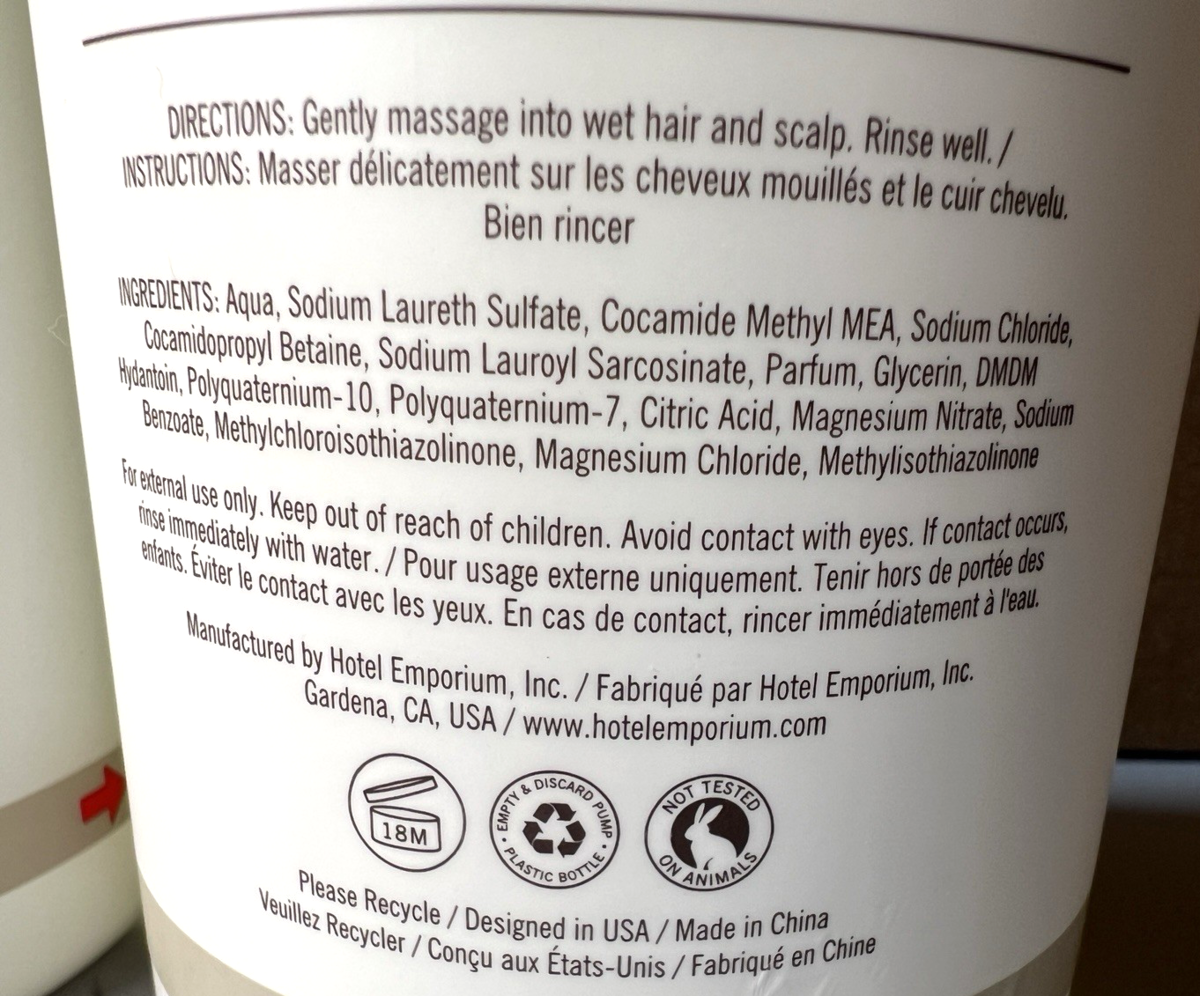 DIRECTIONS: Gently massage into wet hair and scalp. Rinse well. /
INSTRUCTIONS: Masser délicatement sur les cheveux mouillés et le cuir chevelu.
Bien rincer
INGREDIENTS: Aqua, Sodium Laureth Sulfate, Cocamide Methyl MEA, Sodium Chloride,
Cocamidopropyl Betaine, Sodium Lauroyl Sarcosinate, Parfum, Glycerin, DMDM
Hydantoin, Polyquaternium-10, Polyquaternium-7, Citric Acid, Magnesium Nitrate, Sodium
Benzoate, Methylchloroisothiazolinone, Magnesium Chloride, Methylisothiazolinone
For external use only. Keep out of reach of children. Avoid contact with eyes. If contact occurs,
rinse immediately with water. / Pour usage externe uniquement. Tenir hors de portée des
enfants. Éviter le contact avec les yeux. En cas de contact, rincer immédiatement à l'eau.
Manufactured by Hotel Emporium, Inc. / Fabriqué par Hotel Emporium, Inc.
Gardena, CA, USA / www.hotelemporium.com
18M
EMPTY & DISCARD PUMP
PLASTIC BOTTLE
NOT TESTED
ON ANIMALS
Please Recycle / Designed in USA / Made in China
Veuillez Recycler / Conçu aux États-Unis / Fabriqué en Chine